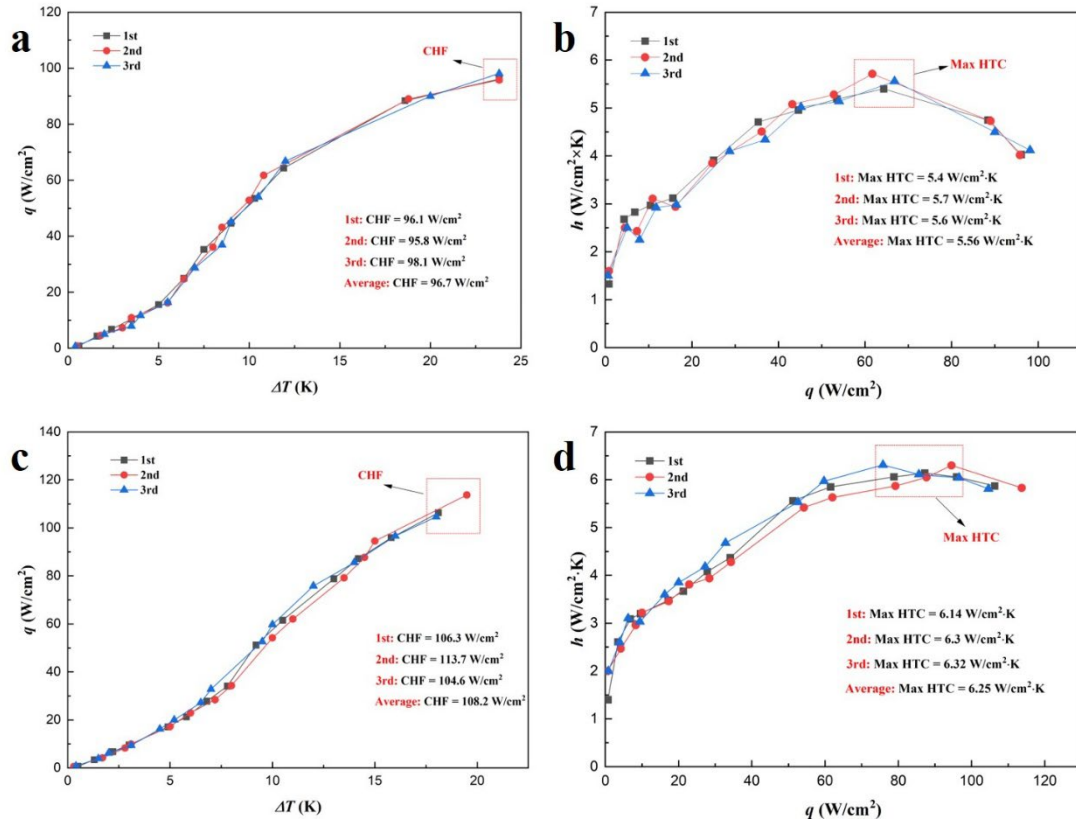 a
120
100
80
60
40
20
0
q (W/cm²)
0 5 10 15 20 25
ΔT (K)
1st
2nd
3rd
CHF
1st: CHF = 96.1 W/cm²
2nd: CHF = 95.8 W/cm²
3rd: CHF = 98.1 W/cm²
Average: CHF = 96.7 W/cm²
b
7
6
5
4
3
2
1
0
h (W/cm²×K)
0 20 40 60 80 100
q (W/cm²)
1st
2nd
3rd
Max HTC
1st: Max HTC = 5.4 W/cm²·K
2nd: Max HTC = 5.7 W/cm²·K
3rd: Max HTC = 5.6 W/cm²·K
Average: Max HTC = 5.56 W/cm²·K
c
140
120
100
80
60
40
20
0
q (W/cm²)
0 5 10 15 20
ΔT (K)
1st
2nd
3rd
CHF
1st: CHF = 106.3 W/cm²
2nd: CHF = 113.7 W/cm²
3rd: CHF = 104.6 W/cm²
Average: CHF = 108.2 W/cm²
d
7
6
5
4
3
2
1
0
h (W/cm²·K)
0 20 40 60 80 100 120
q (W/cm²)
1st
2nd
3rd
Max HTC
1st: Max HTC = 6.14 W/cm²·K
2nd: Max HTC = 6.3 W/cm²·K
3rd: Max HTC = 6.32 W/cm²·K
Average: Max HTC = 6.25 W/cm²·K